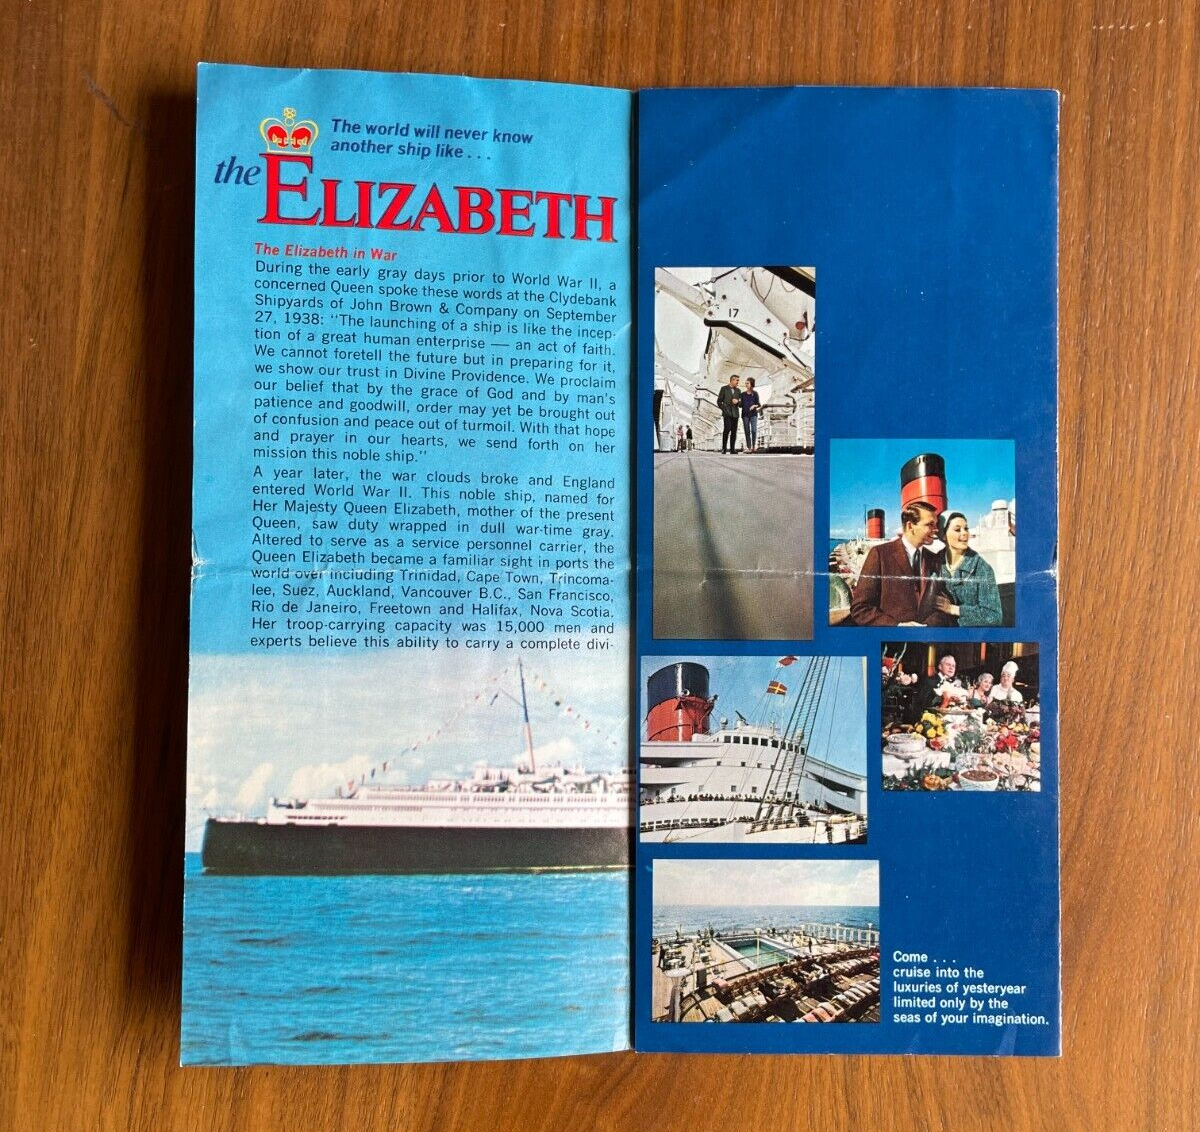 The world will never know
another ship like . . .
the ELIZABETH
The Elizabeth in War
During the early gray days prior to World War II, a
concerned Queen spoke these words at the Clydebank
Shipyards of John Brown & Company on September
27, 1938: "The launching of a ship is like the incep-
tion of a great human enterprise — an act of faith.
We cannot foretell the future but in preparing for it,
we show our trust in Divine Providence. We proclaim
our belief that by the grace of God and by man's
patience and goodwill, order may yet be brought out
of confusion and peace out of turmoil. With that hope
and prayer in our hearts, we send forth on her
mission this noble ship."
A year later, the war clouds broke and England
entered World War II. This noble ship, named for
Her Majesty Queen Elizabeth, mother of the present
Queen, saw duty wrapped in dull war-time gray.
Altered to serve as a service personnel carrier, the
Queen Elizabeth became a familiar sight in ports the
world over including Trinidad, Cape Town, Trincoma-
lee, Suez, Auckland, Vancouver B.C., San Francisco,
Rio de Janeiro, Freetown and Halifax, Nova Scotia.
Her troop-carrying capacity was 15,000 men and
experts believe this ability to carry a complete divi-
17
Come . . .
cruise into the
luxuries of yesteryear
limited only by the
seas of your imagination.